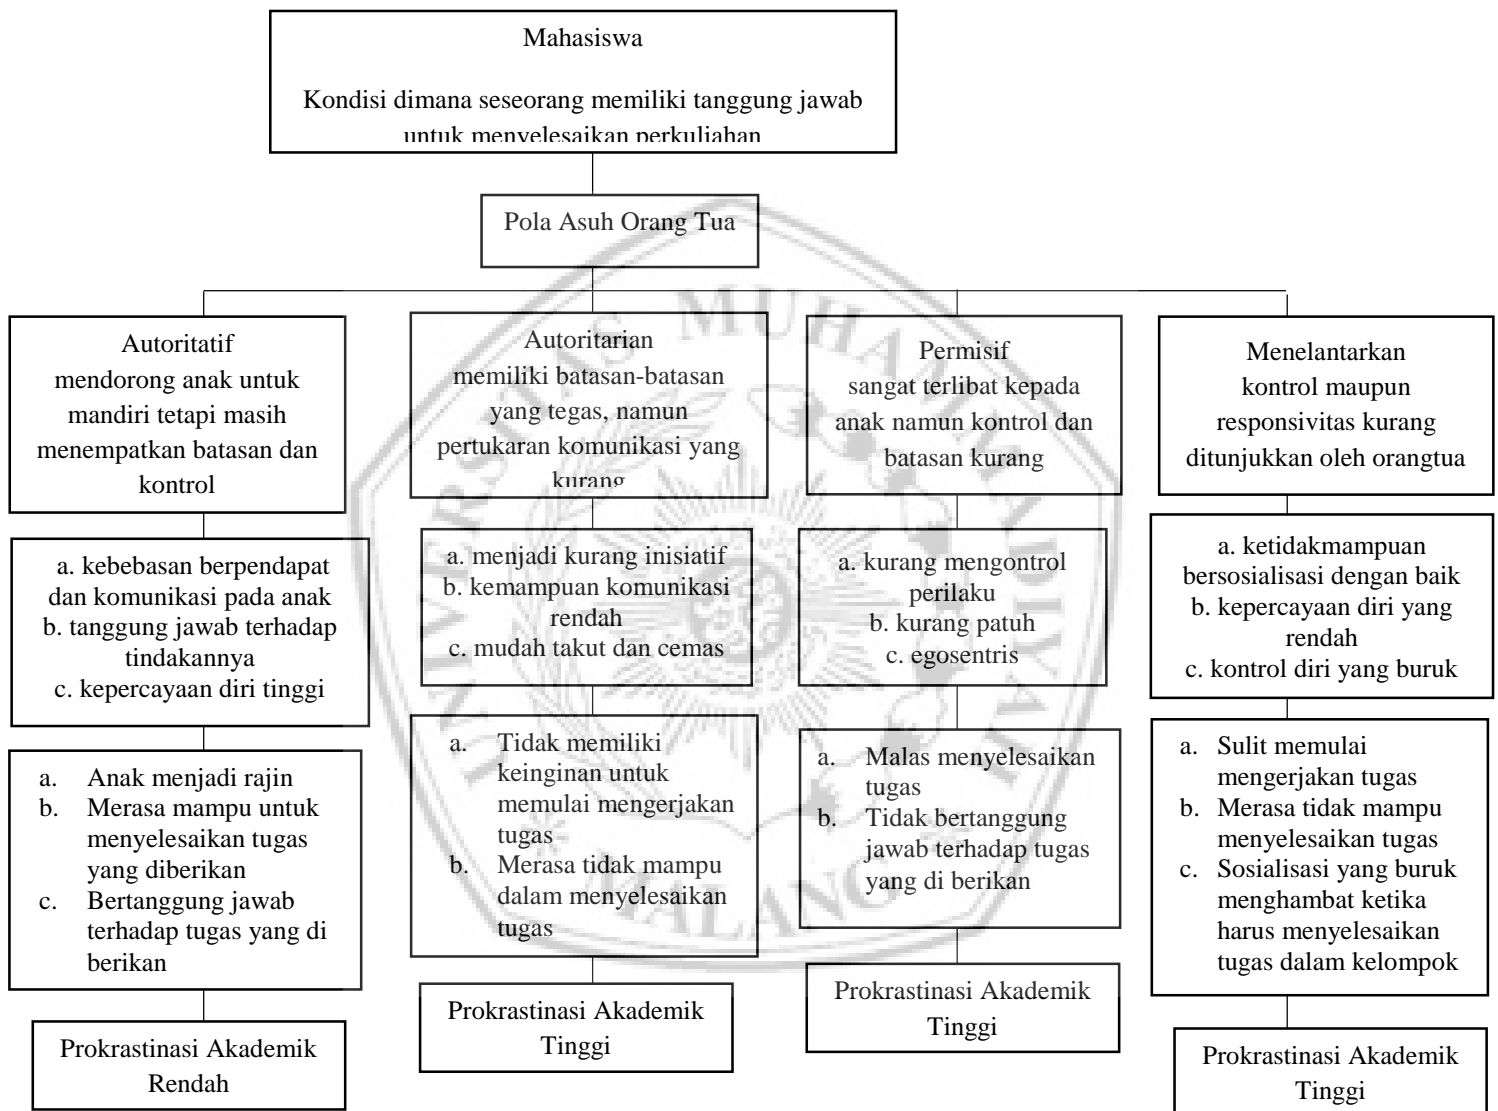 Mahasiswa
Kondisi dimana seseorang memiliki tanggung jawab
untuk menyelesaikan perkuliahan
Pola Asuh Orang Tua
Autoritatif
mendorong anak untuk
mandiri tetapi masih
menempatkan batasan dan
kontrol
Autoritarian
memiliki batasan-batasan
yang tegas, namun
pertukaran komunikasi yang
kurang
Permisif
sangat terlibat kepada
anak namun kontrol dan
batasan kurang
Menelantarkan
kontrol maupun
responsivitas kurang
ditunjukkan oleh orangtua
a. kebebasan berpendapat
dan komunikasi pada anak
b. tanggung jawab terhadap
tindakannya
c. kepercayaan diri tinggi
a. menjadi kurang inisiatif
b. kemampuan komunikasi
rendah
c. mudah takut dan cemas
a. kurang mengontrol
perilaku
b. kurang patuh
c. egosentris
a. ketidakmampuan
bersosialisasi dengan baik
b. kepercayaan diri yang
rendah
c. kontrol diri yang buruk
a. Anak menjadi rajin
b. Merasa mampu untuk
menyelesaikan tugas
yang diberikan
c. Bertanggung jawab
terhadap tugas yang di
berikan
a. Tidak memiliki
keinginan untuk
memulai mengerjakan
tugas
b. Merasa tidak mampu
dalam menyelesaikan
tugas
a. Malas menyelesaikan
tugas
b. Tidak bertanggung
jawab terhadap tugas
yang di berikan
a. Sulit memulai
mengerjakan tugas
b. Merasa tidak mampu
menyelesaikan tugas
c. Sosialisasi yang buruk
menghambat ketika
harus menyelesaikan
tugas dalam kelompok
Prokrastinasi Akademik
Rendah
Prokrastinasi Akademik
Tinggi
Prokrastinasi Akademik
Tinggi
Prokrastinasi Akademik
Tinggi
UNIVERSITAS MUHAMMADIYAH
MALANG